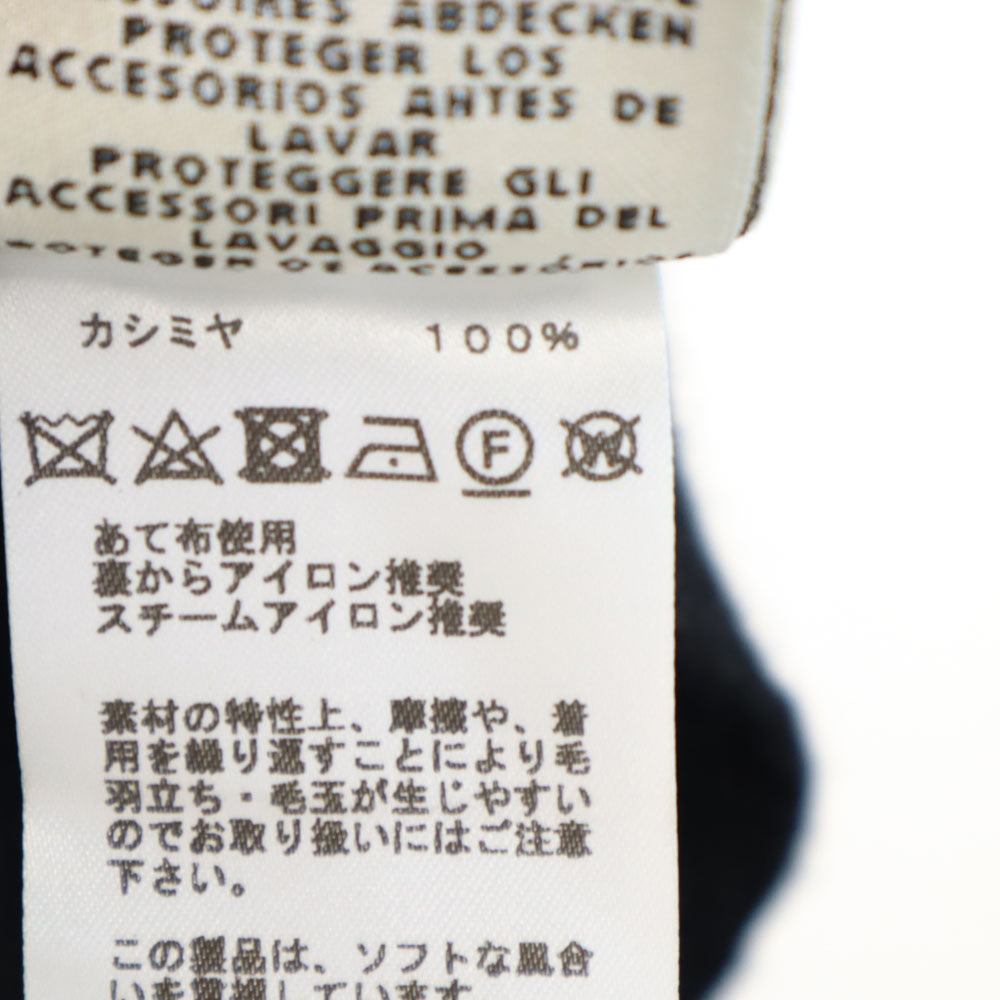 ABDECKEN
PROTEGER LOS
ACCESORIOS ANTES DE
LAVAR
PROTEGGERE GLI
ACCESSORI PRIMA DEL
LAVAGGIO
カシミヤ 100%
F
W
あて布使用
裏からアイロン推奨
スチームアイロン推奨
素材の特性上、摩擦や、着
用を繰り返すことにより毛
羽立ち・毛玉が生じやすい
のでお取り扱いにはご注意
下さい。
この製品は、ソフトな風合
いを